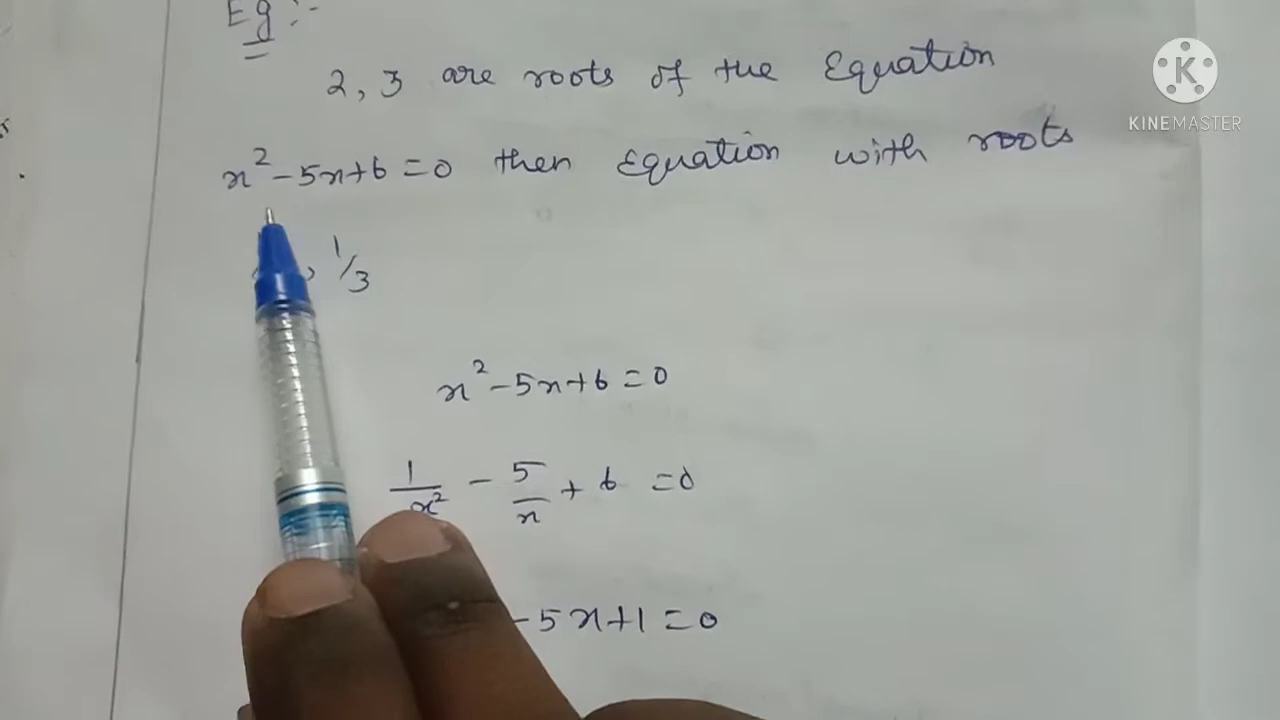 Eg :-
2, 3 are roots of the Equation
x² - 5x + 6 = 0 then Equation with roots
, 1/3
x² - 5x + 6 = 0
1/x² - 5/x + 6 = 0
- 5x + 1 = 0
KINEMASTER